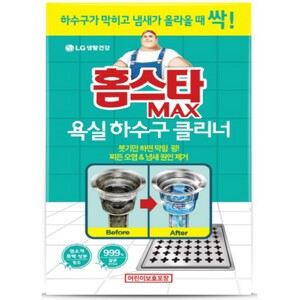 하수구가 막히고 냄새가 올라올 때 싹!
LG생활건강
홈스타
MAX
욕실 하수구 클리너
붓기만 하면 막힘 뻥!
찌든 오염 & 냄새 원인 제거
Before
After
99.9%
어린이보호포장